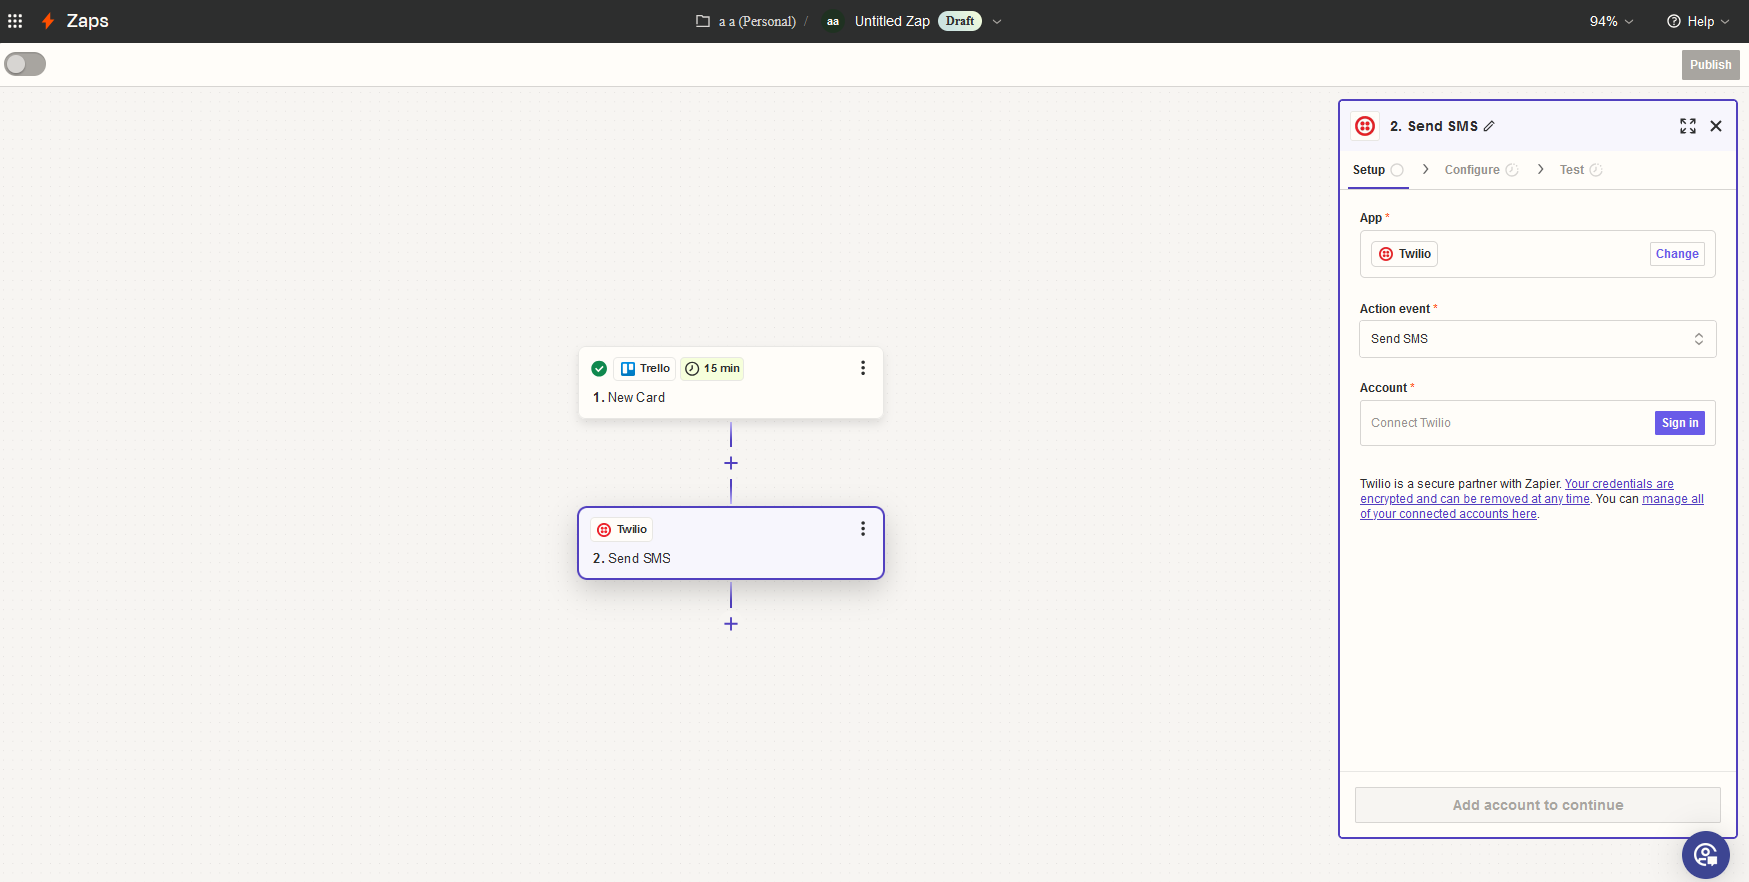 Zaps
a a (Personal) / aa Untitled Zap Draft
94%
Help
Publish
2. Send SMS
Setup
Configure
Test
App *
Twilio
Change
Action event *
Send SMS
Account *
Connect Twilio
Sign in
Twilio is a secure partner with Zapier. Your credentials are
encrypted and can be removed at any time. You can manage all
of your connected accounts here.
Add account to continue
Trello
15 min
1. New Card
Twilio
2. Send SMS